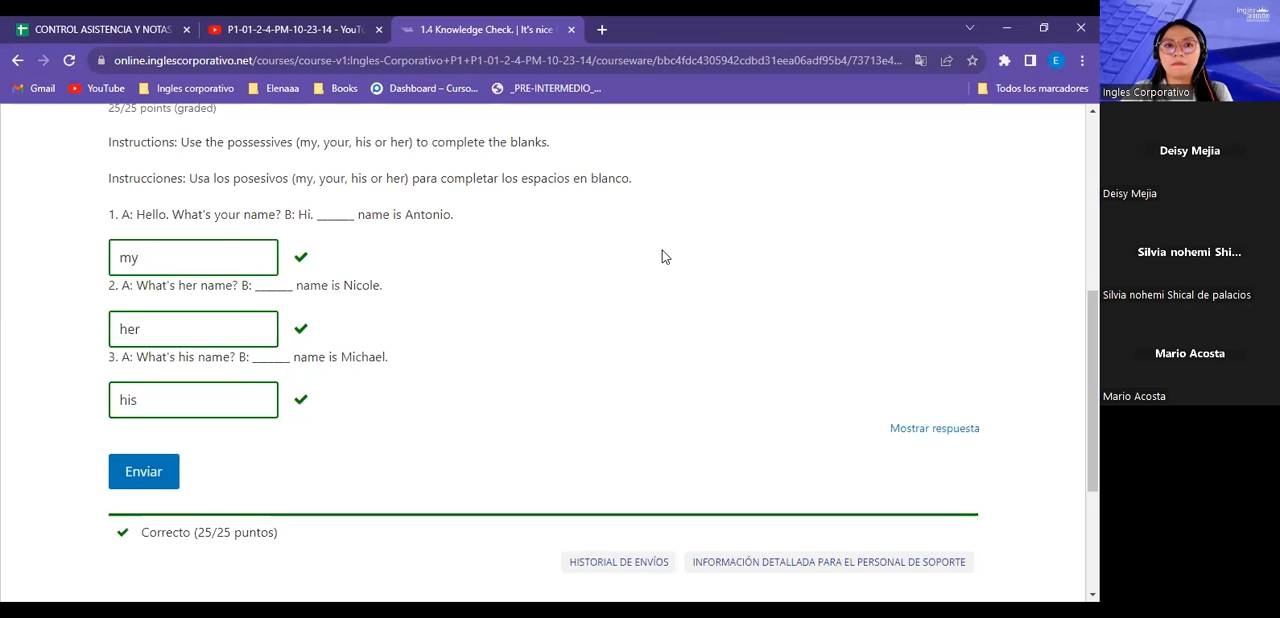 CONTROL ASISTENCIA Y NOTAS
P1-01-2-4-PM-10-23-14 - YouTu
1.4 Knowledge Check. | It's nice
online.inglescorporativo.net/courses/course-v1:Ingles-Corporativo+P1+P1-01-2-4-PM-10-23-14/courseware/bbc4fdc4305942cdbd31eea06adf95b4/73713e4...
E
Gmail
YouTube
Ingles corporativo
Elenaaa
Books
Dashboard – Curso...
_PRE-INTERMEDIO_...
Todos los marcadores
25/25 points (graded)
Instructions: Use the possessives (my, your, his or her) to complete the blanks.
Instrucciones: Usa los posesivos (my, your, his or her) para completar los espacios en blanco.
1. A: Hello. What's your name? B: Hi. _______ name is Antonio.
my
2. A: What's her name? B: _______ name is Nicole.
her
3. A: What's his name? B: _______ name is Michael.
his
Mostrar respuesta
Enviar
Correcto (25/25 puntos)
HISTORIAL DE ENVÍOS
INFORMACIÓN DETALLADA PARA EL PERSONAL DE SOPORTE
Ingles Corporativo
Deisy Mejia
Deisy Mejia
Silvia nohemi Shi...
Silvia nohemi Shical de palacios
Mario Acosta
Mario Acosta